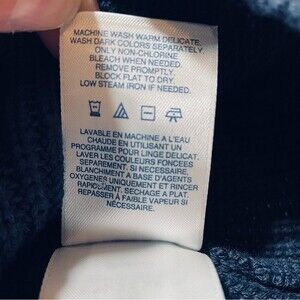 MACHINE WASH WARM DELICATE.
WASH DARK COLORS SEPARATELY.
ONLY NON-CHLORINE
BLEACH WHEN NEEDED.
REMOVE PROMPTLY.
BLOCK FLAT TO DRY.
LOW STEAM IRON IF NEEDED.
LAVABLE EN MACHINE A L'EAU
CHAUDE EN UTILISANT UN
PROGRAMME POUR LINGE DELICAT.
LAVER LES COULEURS FONCEES
SEPAREMENT. SI NECESSAIRE,
BLANCHIMENT A BASE D'AGENTS
OXYGENES UNIQUEMENT ET RINCER
RAPIDEMENT. SECHAGE A PLAT.
REPASSER A FAIBLE VAPEUR SI
NÉCESSAIRE.